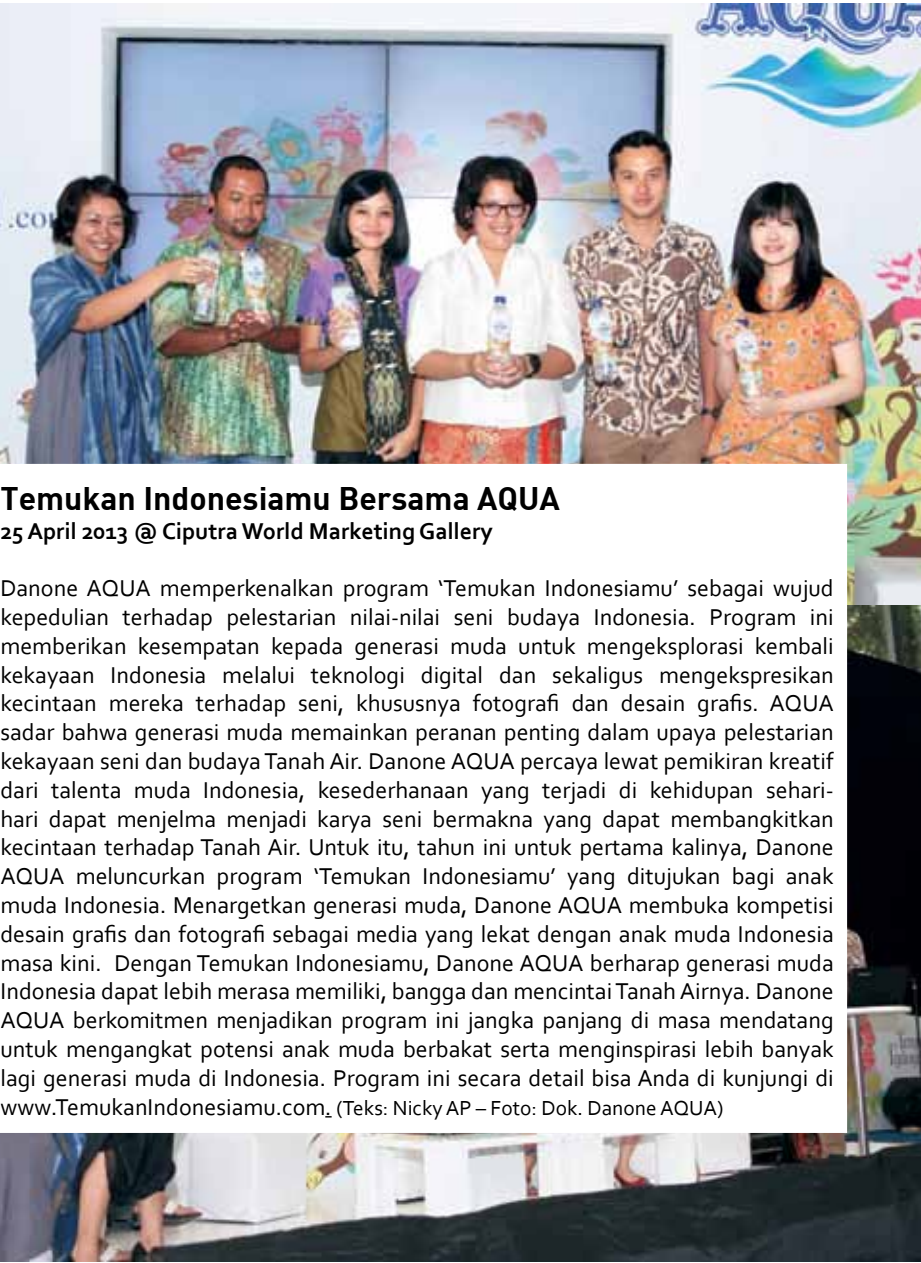 AQUA
.co
Temukan Indonesiamu Bersama AQUA
25 April 2013 @ Ciputra World Marketing Gallery
Danone AQUA memperkenalkan program ‘Temukan Indonesiamu’ sebagai wujud
kepedulian terhadap pelestarian nilai-nilai seni budaya Indonesia. Program ini
memberikan kesempatan kepada generasi muda untuk mengeksplorasi kembali
kekayaan Indonesia melalui teknologi digital dan sekaligus mengekspresikan
kecintaan mereka terhadap seni, khususnya fotografi dan desain grafis. AQUA
sadar bahwa generasi muda memainkan peranan penting dalam upaya pelestarian
kekayaan seni dan budaya Tanah Air. Danone AQUA percaya lewat pemikiran kreatif
dari talenta muda Indonesia, kesederhanaan yang terjadi di kehidupan sehari-
hari dapat menjelma menjadi karya seni bermakna yang dapat membangkitkan
kecintaan terhadap Tanah Air. Untuk itu, tahun ini untuk pertama kalinya, Danone
AQUA meluncurkan program ‘Temukan Indonesiamu’ yang ditujukan bagi anak
muda Indonesia. Menargetkan generasi muda, Danone AQUA membuka kompetisi
desain grafis dan fotografi sebagai media yang lekat dengan anak muda Indonesia
masa kini.  Dengan Temukan Indonesiamu, Danone AQUA berharap generasi muda
Indonesia dapat lebih merasa memiliki, bangga dan mencintai Tanah Airnya. Danone
AQUA berkomitmen menjadikan program ini jangka panjang di masa mendatang
untuk mengangkat potensi anak muda berbakat serta menginspirasi lebih banyak
lagi generasi muda di Indonesia. Program ini secara detail bisa Anda di kunjungi di
www.TemukanIndonesiamu.com. (Teks: Nicky AP – Foto: Dok. Danone AQUA)